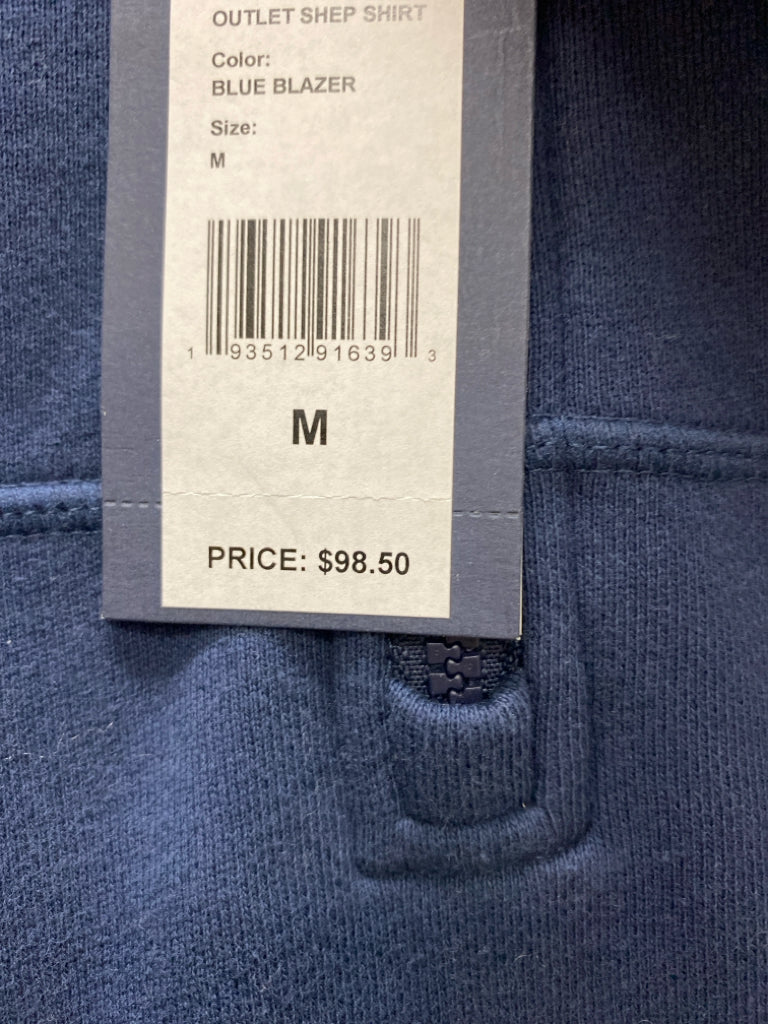 OUTLET SHEP SHIRT
Color:
BLUE BLAZER
Size:
M
1 93512 91639 3
M
PRICE: $98.50